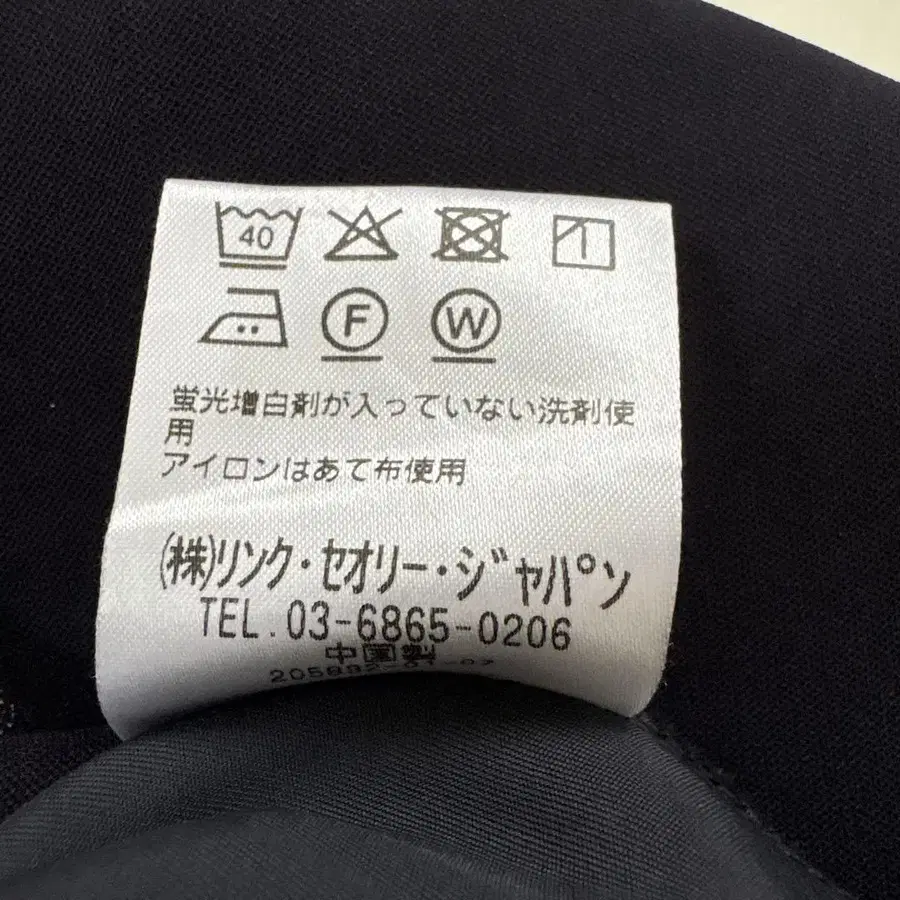 40
F W
蛍光増白剤が入っていない洗剤使
用
アイロンはあて布使用
(株)リンク・セオリー・ジャパン
TEL.03-6865-0206
中国製